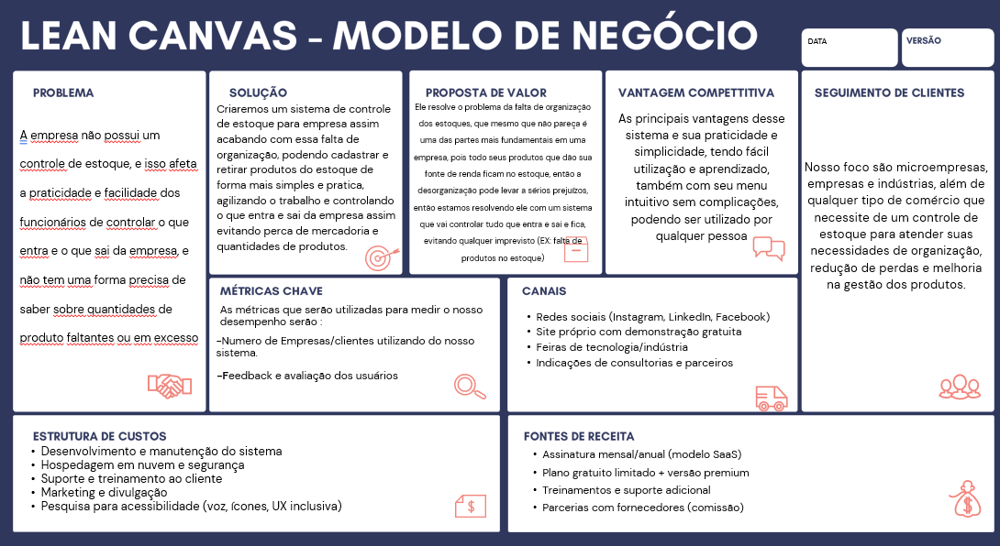 LEAN CANVAS - MODELO DE NEGÓCIO
DATA
VERSÃO
PROBLEMA
A empresa não possui um
controle de estoque, e isso afeta
a praticidade e facilidade dos
funcionários de controlar o que
entra e o que sai da empresa, e
não tem uma forma precisa de
saber sobre quantidades de
produto faltantes ou em excesso
SOLUÇÃO
Criaremos um sistema de controle
de estoque para empresa assim
acabando com essa falta de
organização, podendo cadastrar e
retirar produtos do estoque de
forma mais simples e pratica,
agilizando o trabalho e controlando
o que entra e sai da empresa assim
evitando perca de mercadoria e
quantidades de produtos.
PROPOSTA DE VALOR
Ele resolve o problema da falta de organização
dos estoques, que mesmo que não pareça é
uma das partes mais fundamentais em uma
empresa, pois todo seus produtos que dão sua
fonte de renda ficam no estoque, então a
desorganização pode levar a sérios prejuízos,
então estamos resolvendo ele com um sistema
que vai controlar tudo que entra e sai e fica,
evitando qualquer imprevisto (EX: falta de
produtos no estoque)
VANTAGEM COMPETTITIVA
As principais vantagens desse
sistema e sua praticidade e
simplicidade, tendo fácil
utilização e aprendizado,
também com seu menu
intuitivo sem complicações,
podendo ser utilizado por
qualquer pessoa
SEGUIMENTO DE CLIENTES
Nosso foco são microempresas,
empresas e indústrias, além de
qualquer tipo de comércio que
necessite de um controle de
estoque para atender suas
necessidades de organização,
redução de perdas e melhoria
na gestão dos produtos.
MÉTRICAS CHAVE
As métricas que serão utilizadas para medir o nosso
desempenho serão :
-Numero de Empresas/clientes utilizando do nosso
sistema.
-Feedback e avaliação dos usuários
CANAIS
• Redes sociais (Instagram, LinkedIn, Facebook)
• Site próprio com demonstração gratuita
• Feiras de tecnologia/indústria
• Indicações de consultorias e parceiros
ESTRUTURA DE CUSTOS
• Desenvolvimento e manutenção do sistema
• Hospedagem em nuvem e segurança
• Suporte e treinamento ao cliente
• Marketing e divulgação
• Pesquisa para acessibilidade (voz, ícones, UX inclusiva)
$
FONTES DE RECEITA
• Assinatura mensal/anual (modelo SaaS)
• Plano gratuito limitado + versão premium
• Treinamentos e suporte adicional
• Parcerias com fornecedores (comissão)
$